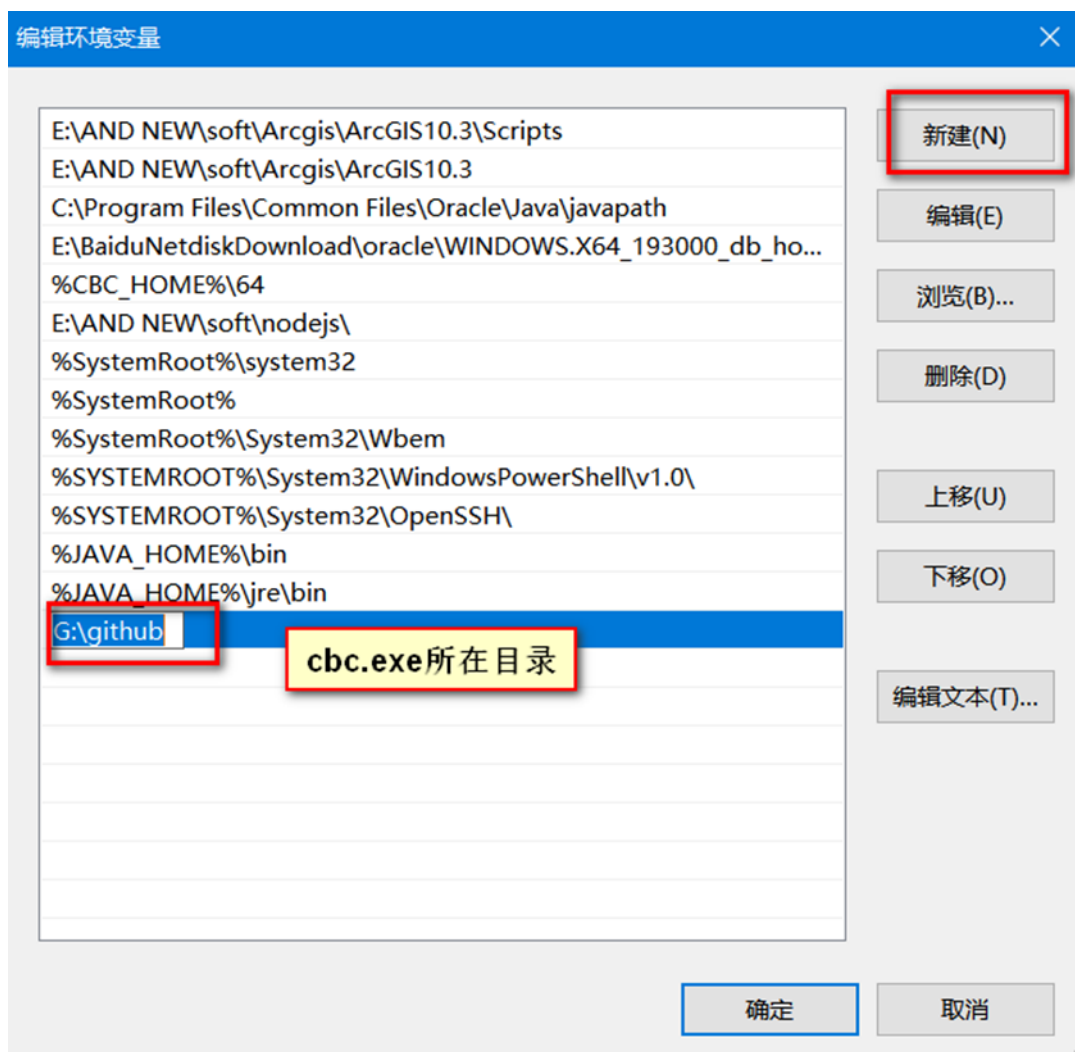 编辑环境变量
E:\AND NEW\soft\Arcgis\ArcGIS10.3\Scripts
E:\AND NEW\soft\Arcgis\ArcGIS10.3
C:\Program Files\Common Files\Oracle\Java\javapath
E:\BaiduNetdiskDownload\oracle\WINDOWS.X64_193000_db_ho...
%CBC_HOME%\64
E:\AND NEW\soft\nodejs\
%SystemRoot%\system32
%SystemRoot%
%SystemRoot%\System32\Wbem
%SYSTEMROOT%\System32\WindowsPowerShell\v1.0\
%SYSTEMROOT%\System32\OpenSSH\
%JAVA_HOME%\bin
%JAVA_HOME%\jre\bin
G:\github
cbc.exe所在目录
新建(N)
编辑(E)
浏览(B)...
删除(D)
上移(U)
下移(O)
编辑文本(T)...
确定
取消